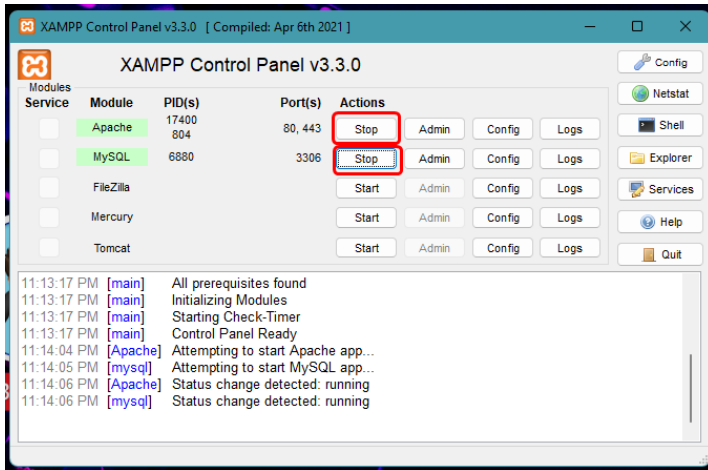 XAMPP Control Panel v3.3.0 [ Compiled: Apr 6th 2021 ]
XAMPP Control Panel v3.3.0
Config
Modules
Service Module PID(s) Port(s) Actions
Netstat
Apache 17400 804 80, 443 Stop Admin Config Logs
Shell
MySQL 6880 3306 Stop Admin Config Logs
Explorer
FileZilla Start Admin Config Logs
Services
Mercury Start Admin Config Logs
Help
Tomcat Start Admin Config Logs
Quit
11:13:17 PM [main] All prerequisites found
11:13:17 PM [main] Initializing Modules
11:13:17 PM [main] Starting Check-Timer
11:13:17 PM [main] Control Panel Ready
11:14:04 PM [Apache] Attempting to start Apache app...
11:14:05 PM [mysql] Attempting to start MySQL app...
11:14:06 PM [Apache] Status change detected: running
11:14:06 PM [mysql] Status change detected: running